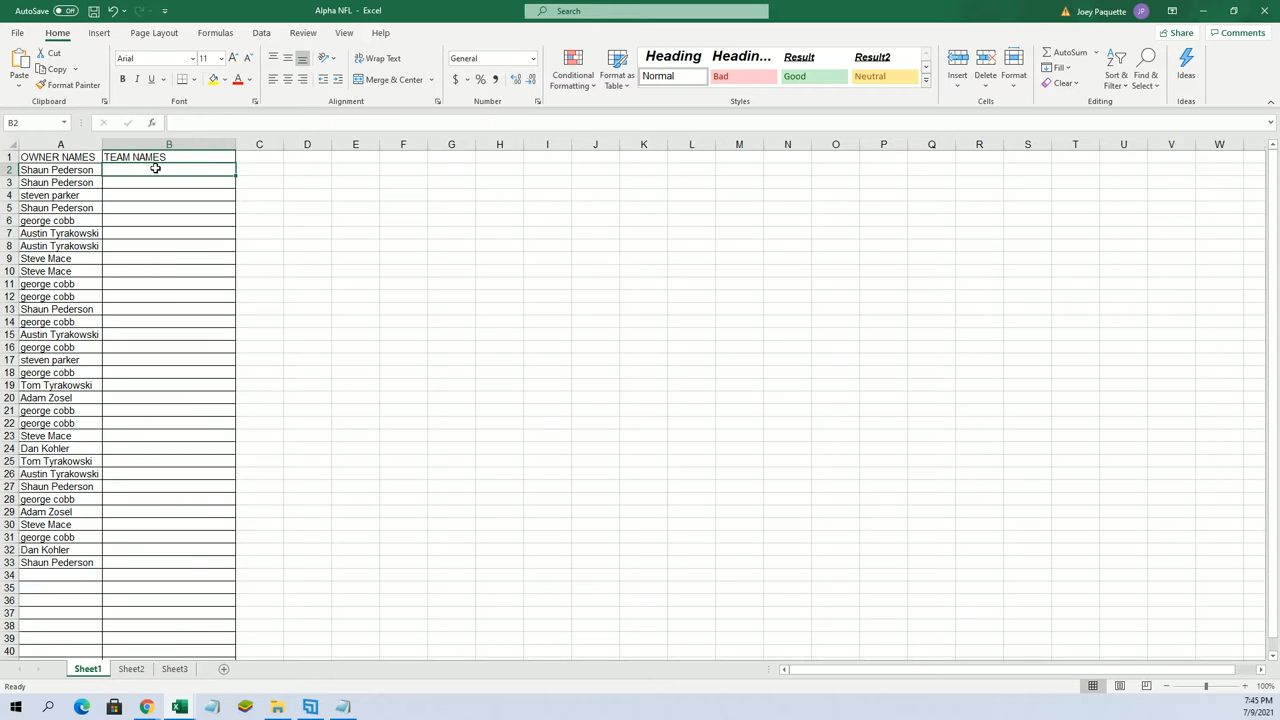 AutoSave Off
Alpha NFL - Excel
Search
Joey Paquette
JP
File Home Insert Page Layout Formulas Data Review View Help
Share Comments
Paste
Cut
Copy
Format Painter
Clipboard
Arial 11
B I U
Font
Wrap Text
Merge & Center
Alignment
General
$ % ,
Number
Conditional Formatting
Format as Table
Heading Headin... Result Result2
Normal Bad Good Neutral
Styles
Insert Delete Format
Cells
AutoSum
Fill
Clear
Sort & Filter
Find & Select
Editing
Ideas
Ideas
B2
fx
A B C D E F G H I J K L M N O P Q R S T U V W
1 OWNER NAMES TEAM NAMES
2 Shaun Pederson
3 Shaun Pederson
4 steven parker
5 Shaun Pederson
6 george cobb
7 Austin Tyrakowski
8 Austin Tyrakowski
9 Steve Mace
10 Steve Mace
11 george cobb
12 george cobb
13 Shaun Pederson
14 george cobb
15 Austin Tyrakowski
16 george cobb
17 steven parker
18 george cobb
19 Tom Tyrakowski
20 Adam Zosel
21 george cobb
22 george cobb
23 Steve Mace
24 Dan Kohler
25 Tom Tyrakowski
26 Austin Tyrakowski
27 Shaun Pederson
28 george cobb
29 Adam Zosel
30 Steve Mace
31 george cobb
32 Dan Kohler
33 Shaun Pederson
34
35
36
37
38
39
40
Sheet1 Sheet2 Sheet3
Ready
100%
7:45 PM
7/9/2021